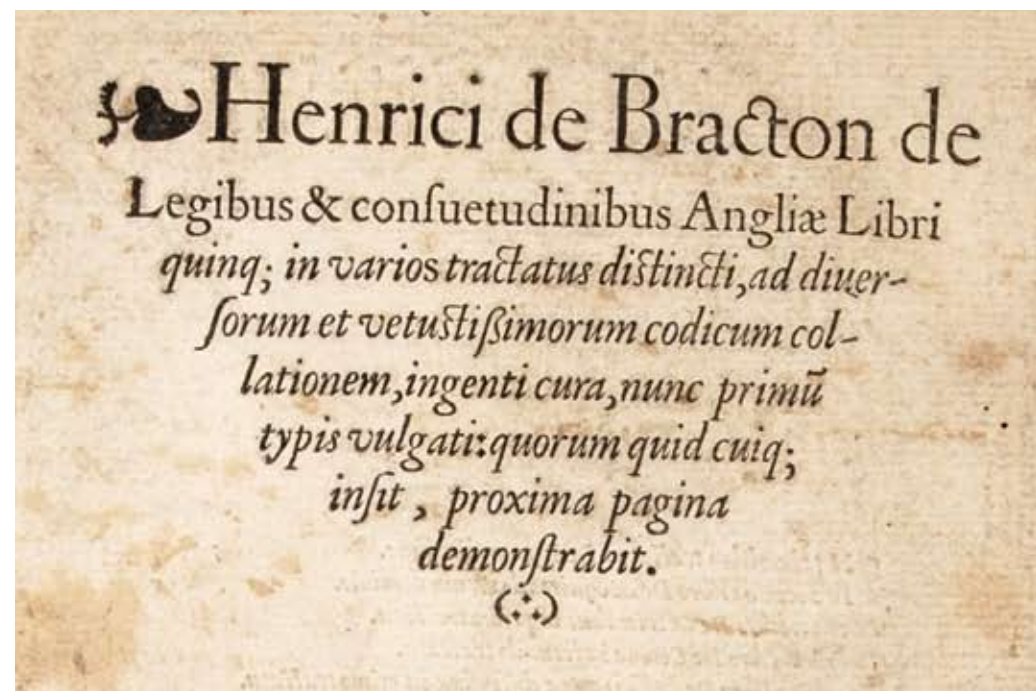 ❧Henrici de Bracton de
Legibus & conſuetudinibus Angliæ Libri
quinq; in varios tractatus diſtincti, ad diuer-
ſorum et vetuſtiſsimorum codicum col-
lationem, ingenti cura, nunc primū
typis vulgati: quorum quid cuiq;
inſit, proxima pagina
demonſtrabit.